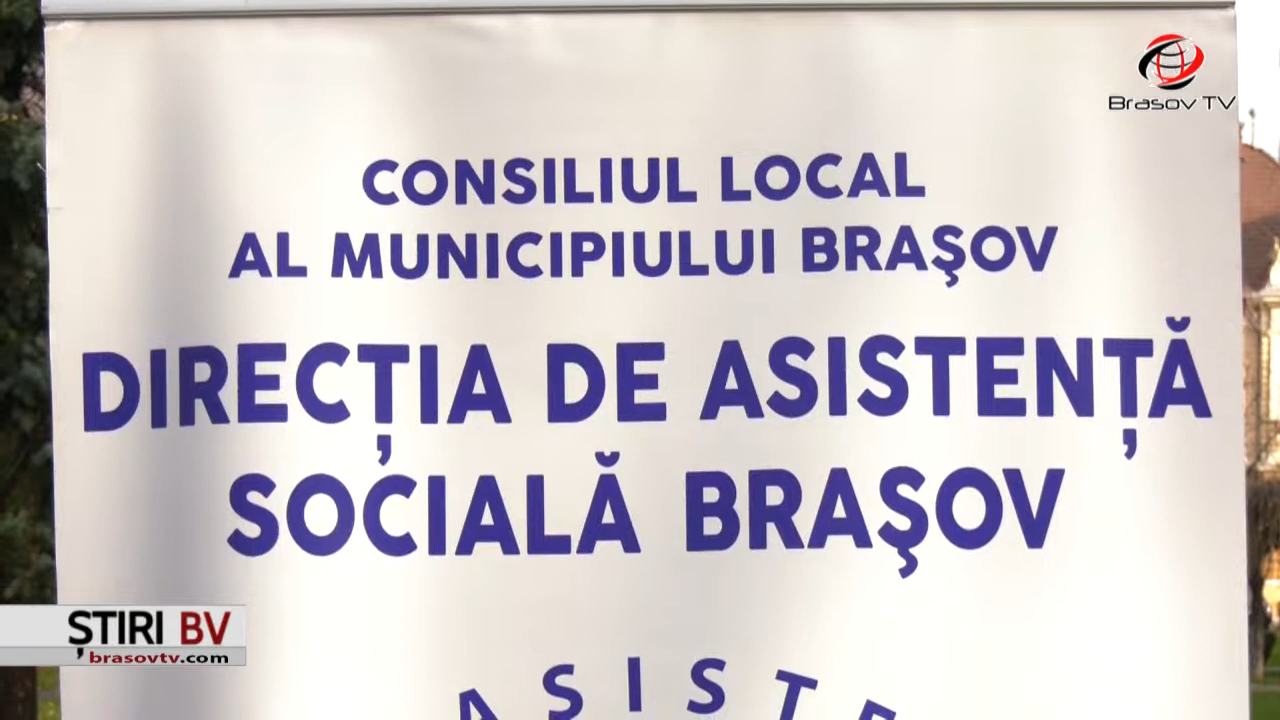 Brasov TV
CONSILIUL LOCAL
AL MUNICIPIULUI BRAŞOV
DIRECȚIA DE ASISTENȚĂ
SOCIALĂ BRAŞOV
ȘTIRI BV
brasovtv.com